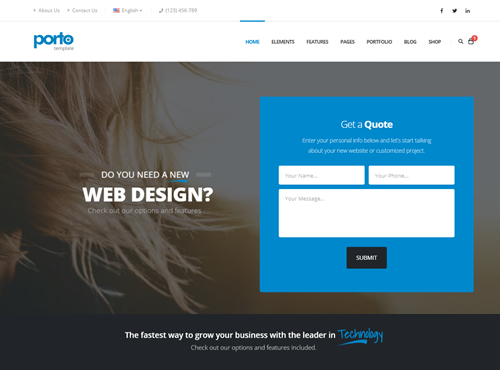 About Us Contact Us English (123) 456-789
porto
template
HOME ELEMENTS FEATURES PAGES PORTFOLIO BLOG SHOP
Get a Quote
Enter your personal info below and let's start talking
about your new website or customized project.
Your Name... Your Phone...
Your Message...
SUBMIT
DO YOU NEED A NEW
WEB DESIGN?
Check out our options and features
The fastest way to grow your business with the leader in Technology
Check out our options and features included.